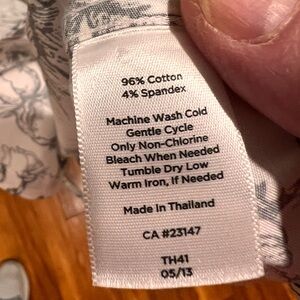 96% Cotton
4% Spandex
Machine Wash Cold
Gentle Cycle
Only Non-Chlorine
Bleach When Needed
Tumble Dry Low
Warm Iron, If Needed
Made in Thailand
CA #23147
TH41
05/13